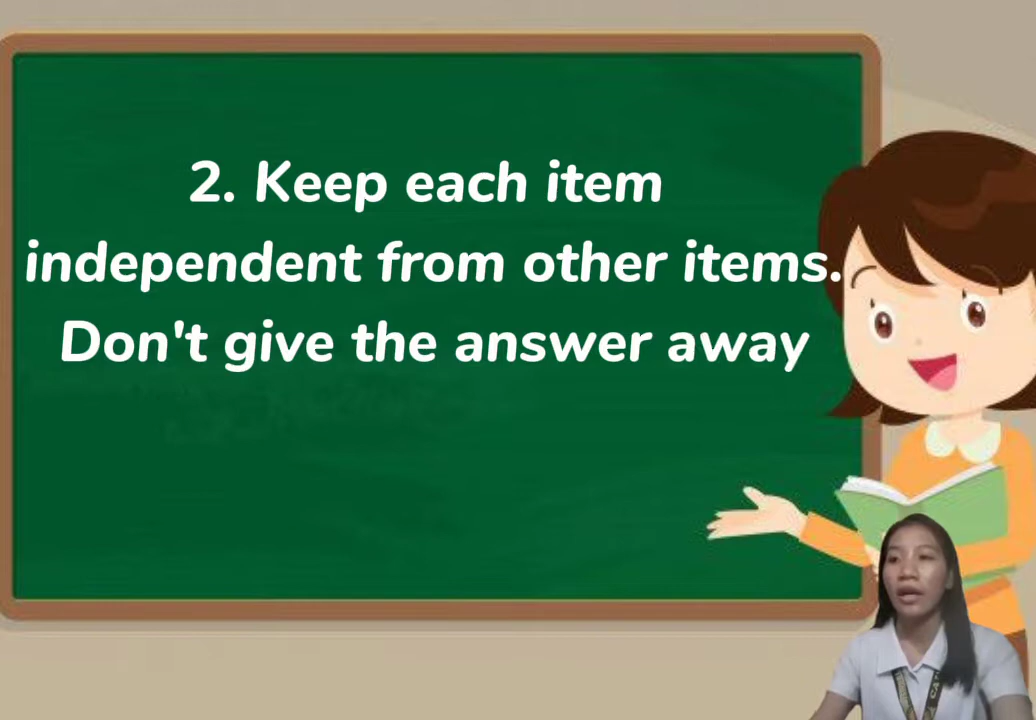 2. Keep each item
independent from other items.
Don't give the answer away